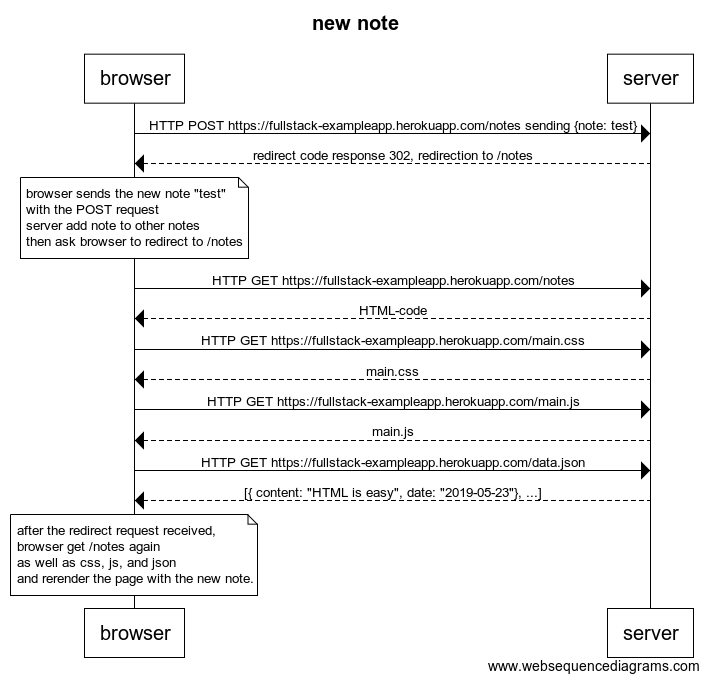 new note
browser
server
HTTP POST https://fullstack-exampleapp.herokuapp.com/notes sending {note: test}
redirect code response 302, redirection to /notes
browser sends the new note "test"
with the POST request
server add note to other notes
then ask browser to redirect to /notes
HTTP GET https://fullstack-exampleapp.herokuapp.com/notes
HTML-code
HTTP GET https://fullstack-exampleapp.herokuapp.com/main.css
main.css
HTTP GET https://fullstack-exampleapp.herokuapp.com/main.js
main.js
HTTP GET https://fullstack-exampleapp.herokuapp.com/data.json
[{ content: "HTML is easy", date: "2019-05-23"}, ...]
after the redirect request received,
browser get /notes again
as well as css, js, and json
and rerender the page with the new note.
browser
server
www.websequencediagrams.com